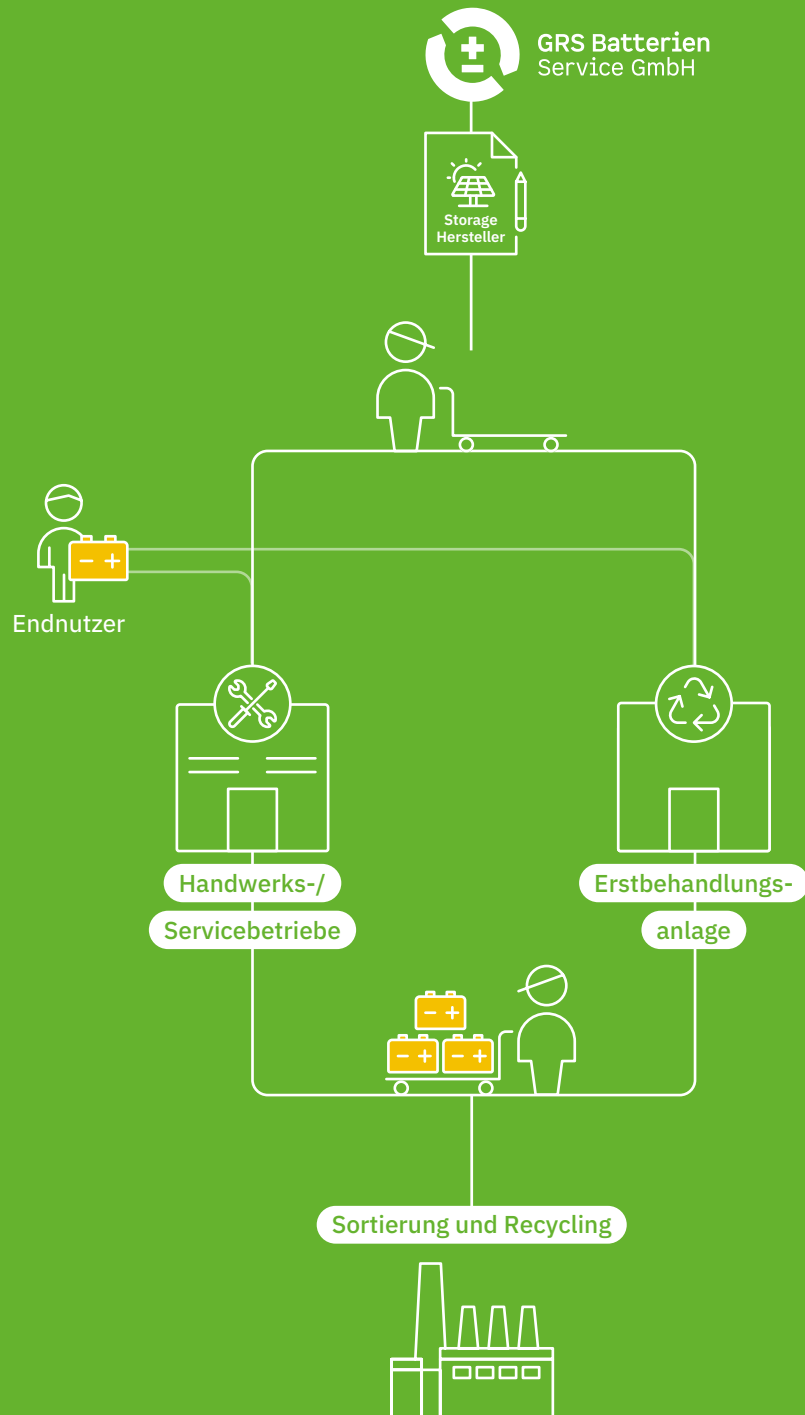 GRS Batterien
Service GmbH
Storage
Hersteller
Endnutzer
Handwerks-/
Servicebetriebe
Erstbehandlungs-
anlage
Sortierung und Recycling